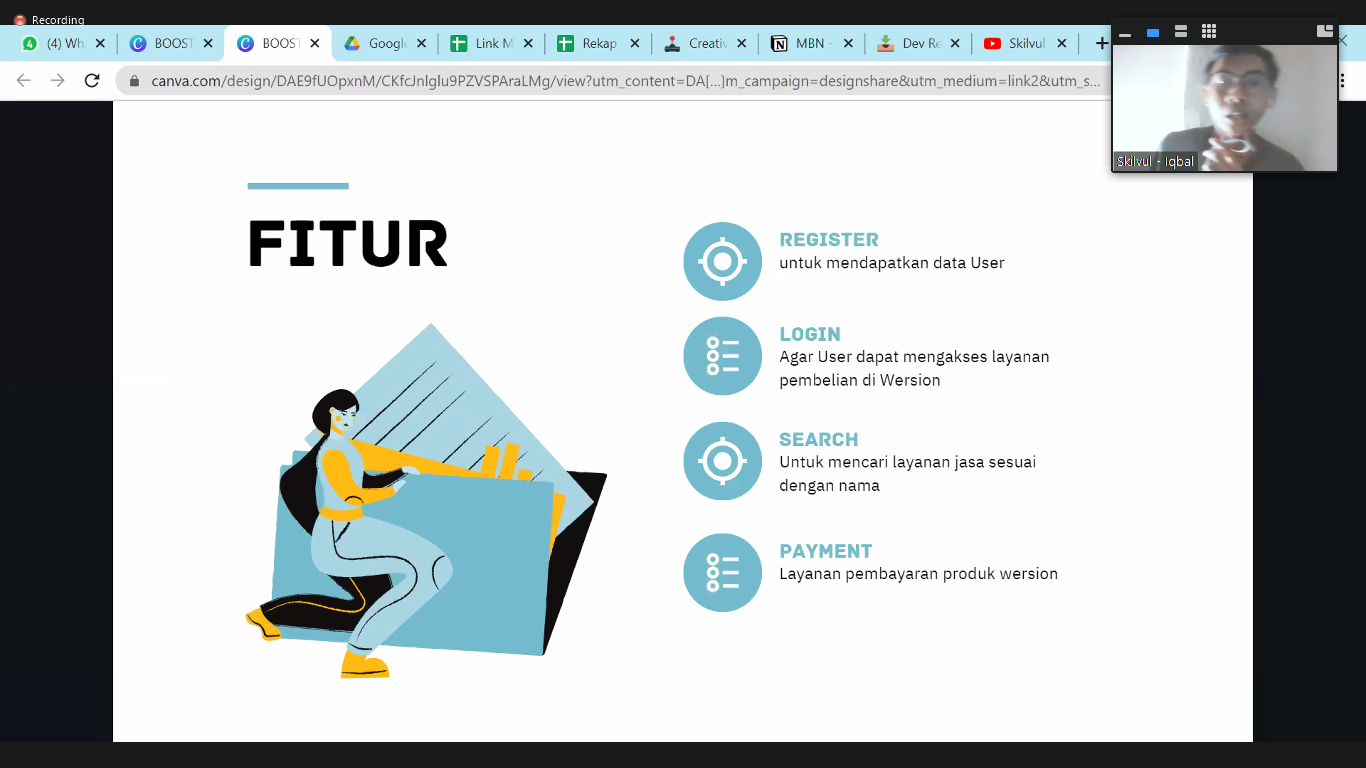 Recording
(4) Wh
BOOST
BOOST
Google
Link M
Rekap
Creativ
MBN -
Dev Re
Skilvul
canva.com/design/DAE9fUOpxnM/CKfcJnlgIu9PZVSPAraLMg/view?utm_content=DA[...]m_campaign=designshare&utm_medium=link2&utm_s...
Skilvul - Iqbal
FITUR
REGISTER
untuk mendapatkan data User
LOGIN
Agar User dapat mengakses layanan
pembelian di Wersion
SEARCH
Untuk mencari layanan jasa sesuai
dengan nama
PAYMENT
Layanan pembayaran produk wersion